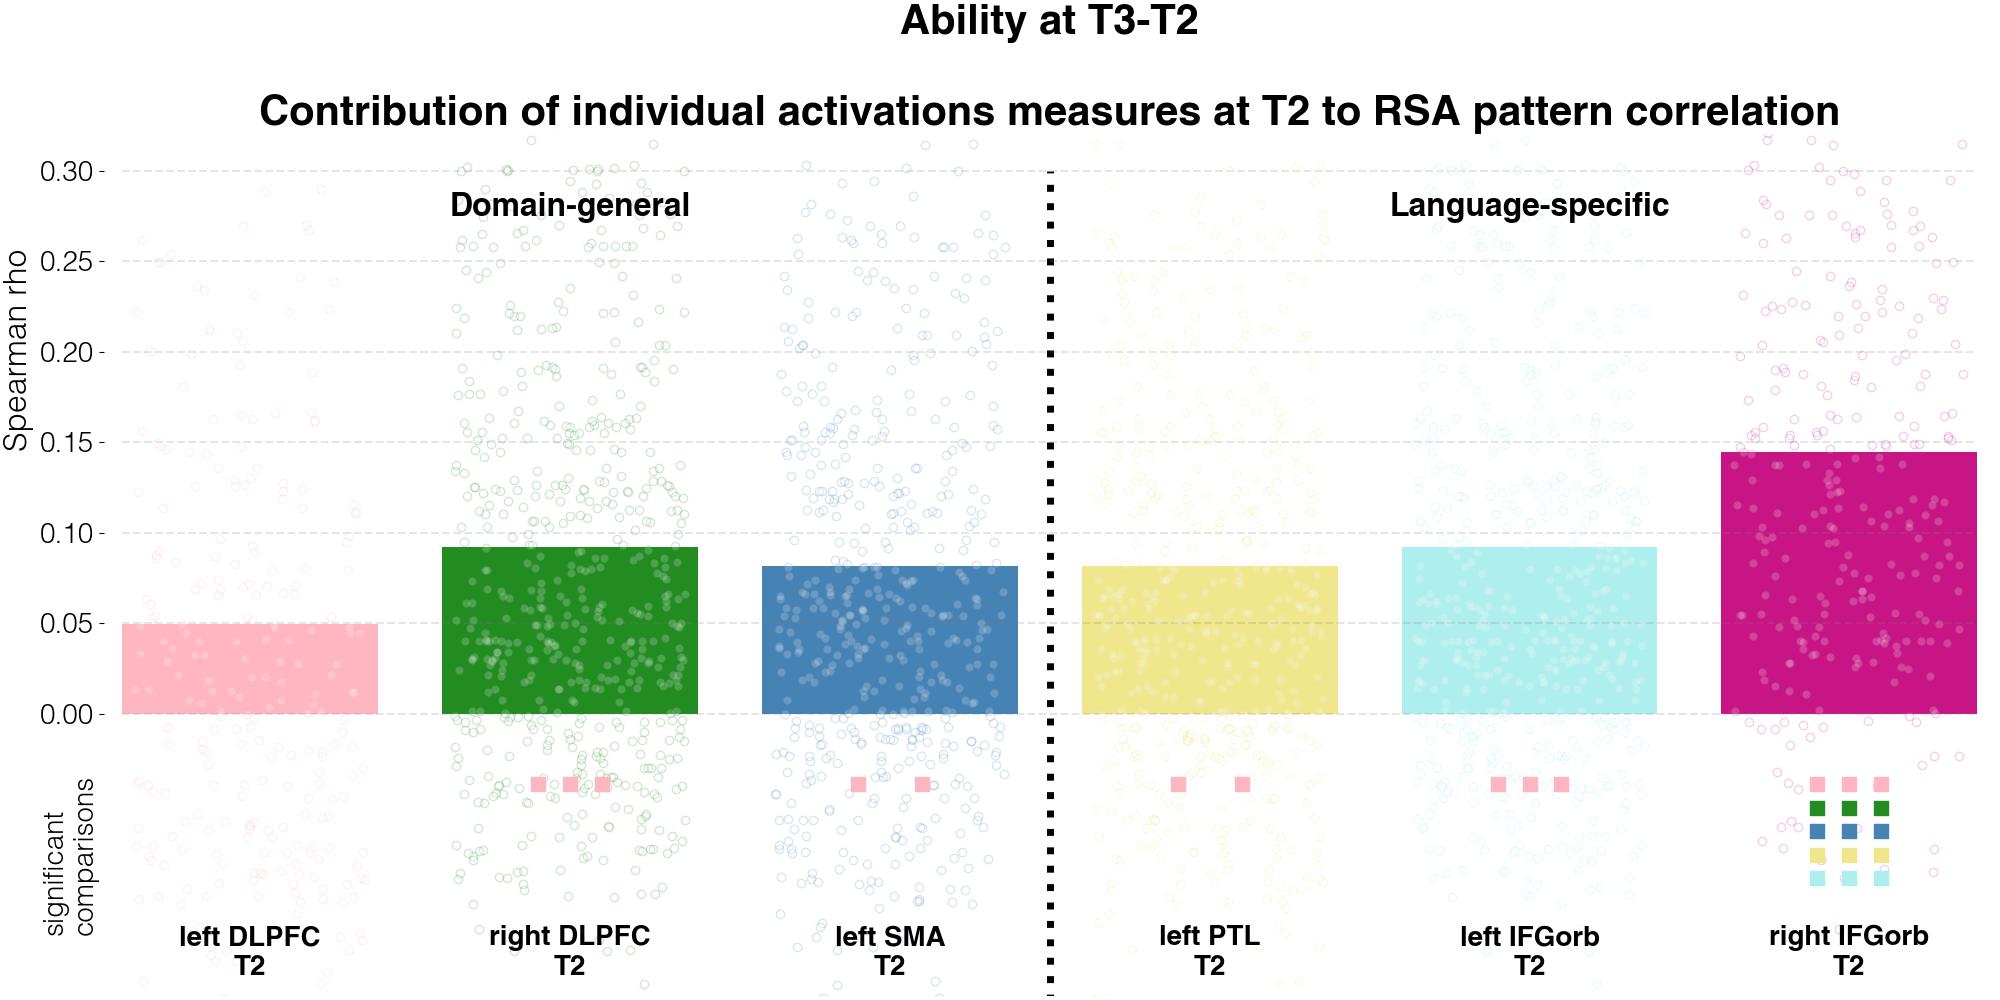 Ability at T3-T2
Contribution of individual activations measures at T2 to RSA pattern correlation
Spearman rho
0.30
0.25
0.20
0.15
0.10
0.05
0.00
Domain-general
Language-specific
significant
comparisons
left DLPFC
T2
right DLPFC
T2
left SMA
T2
left PTL
T2
left IFGorb
T2
right IFGorb
T2